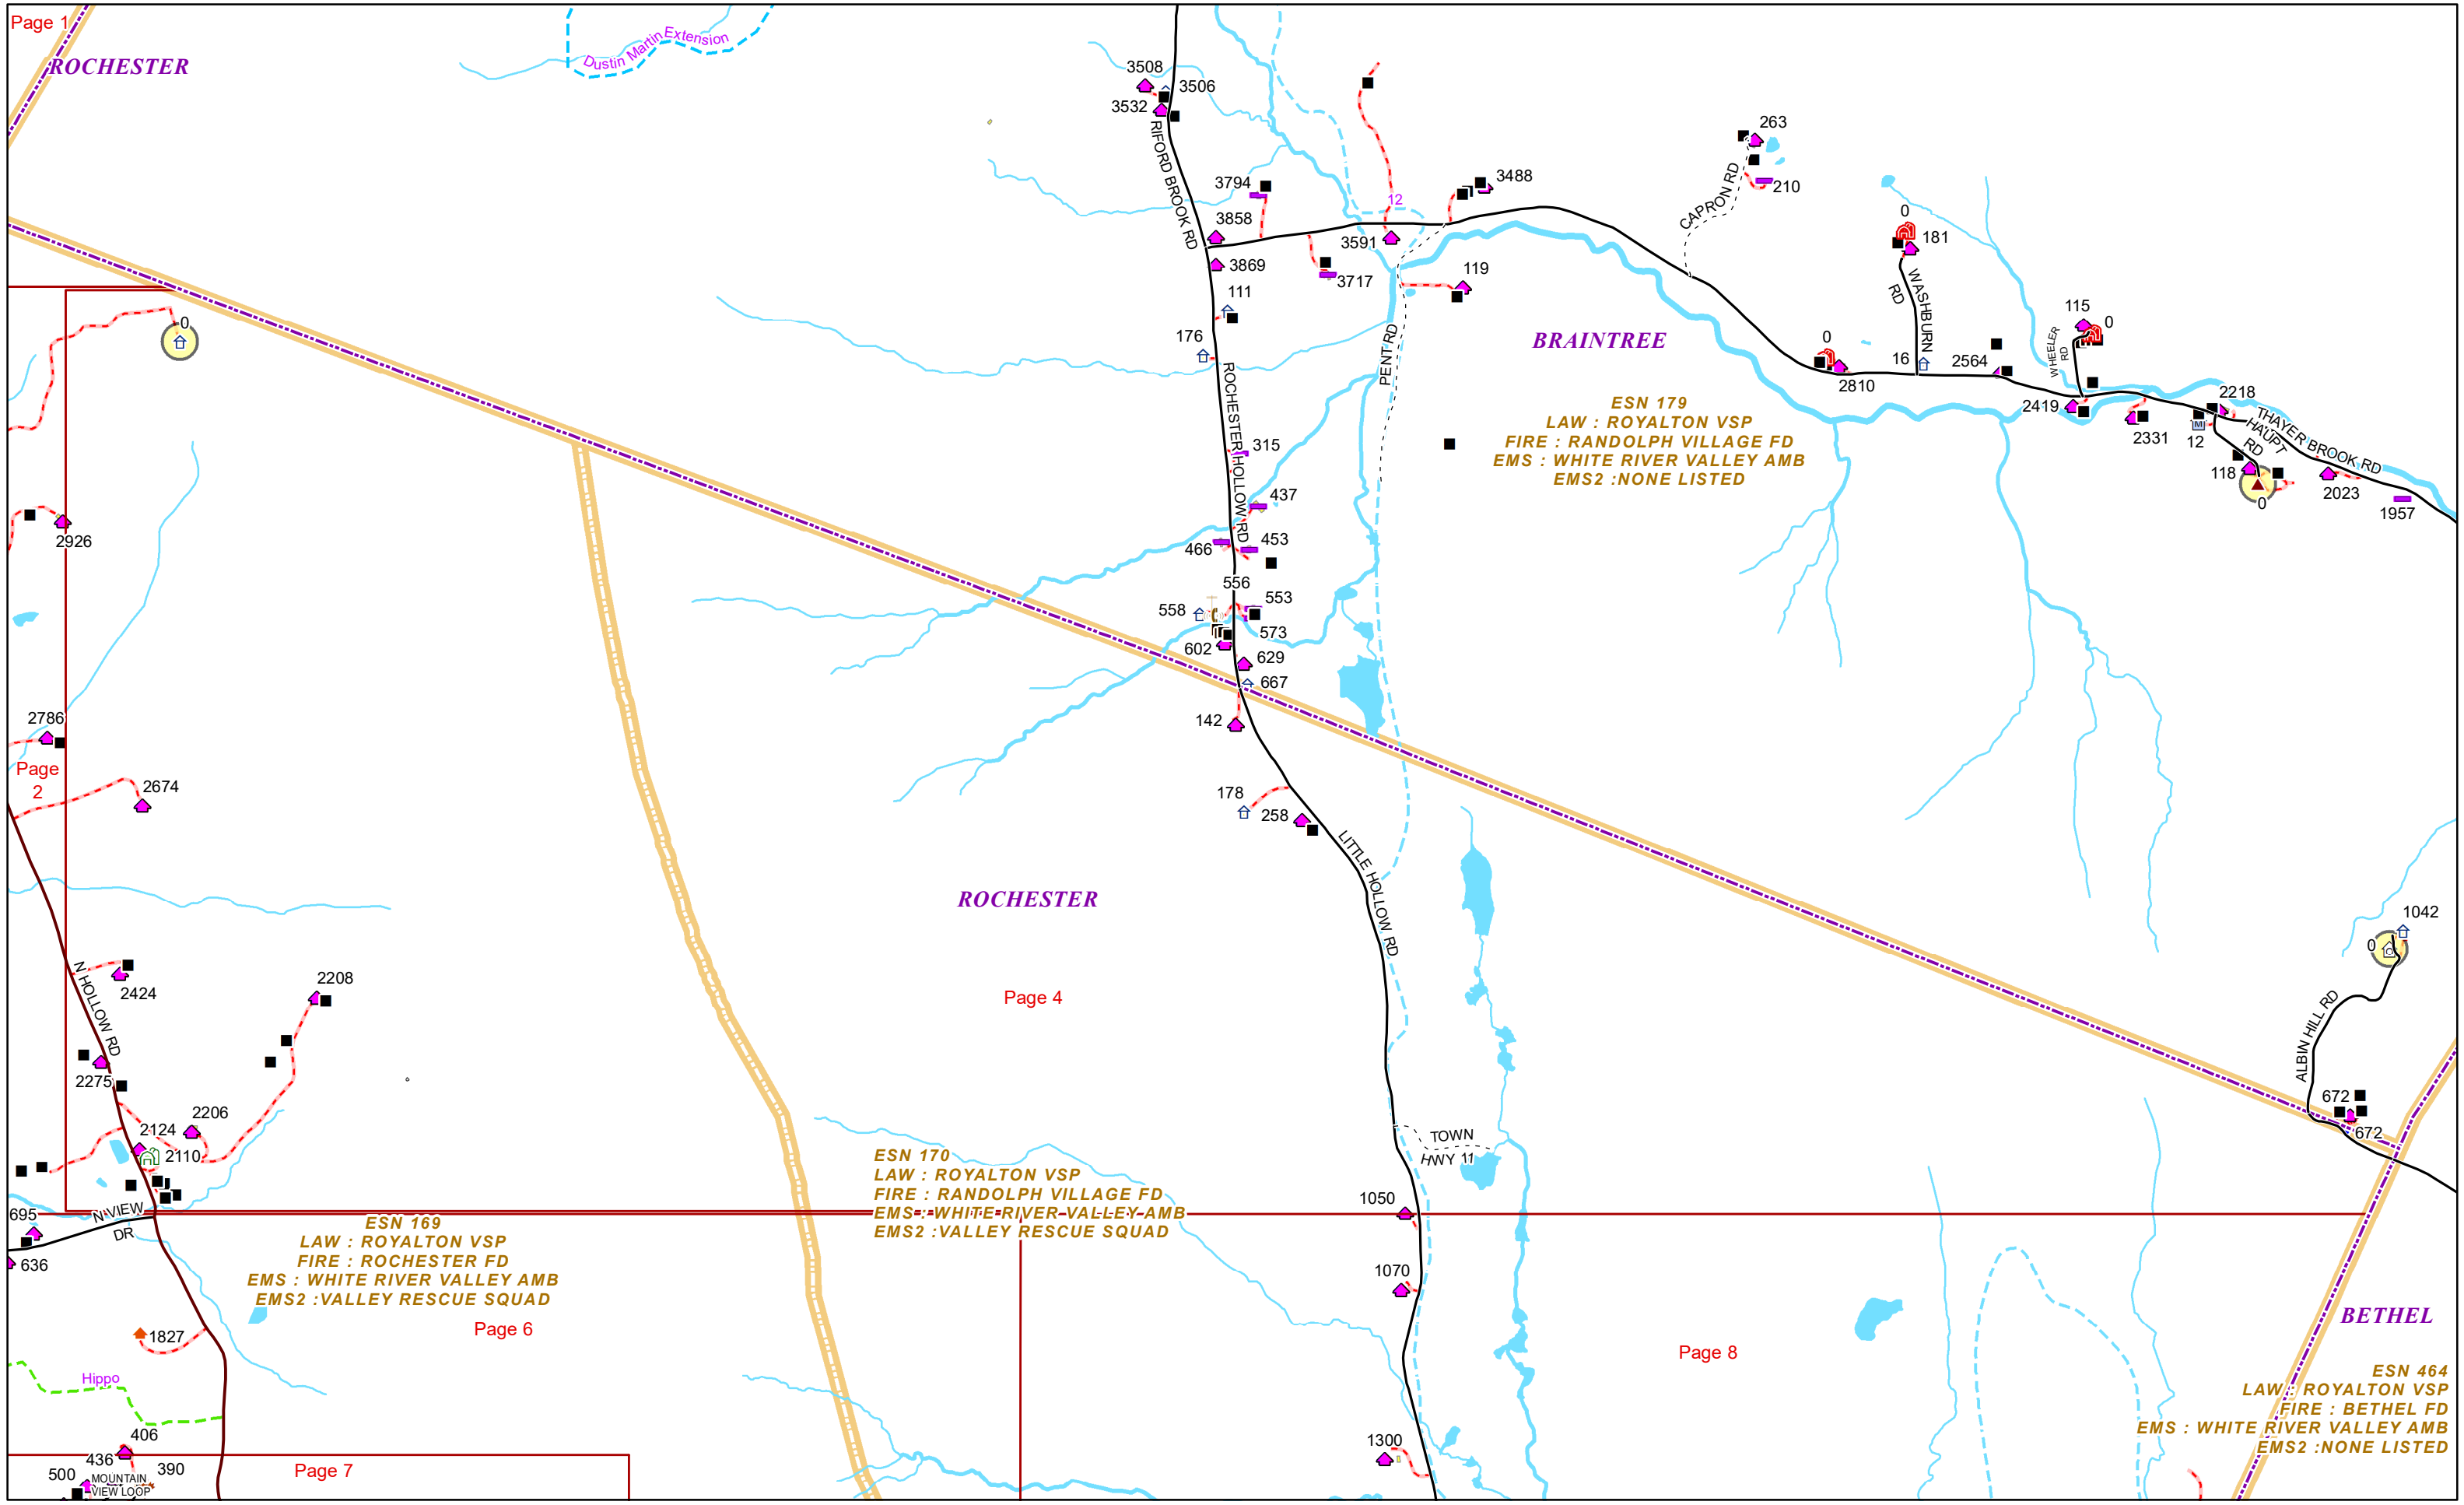 Page 1
ROCHESTER
Dustin Martin Extension
3508
3506
3532
RIFORD BROOK RD
263
3794
3488
210
CAPRON RD
12
3858
0
3591
181
3869
3717
119
WASHBURN
RD
111
0
115
0
176
PENT RD
BRAINTREE
0
WHEELER
RD
16
2564
2810
ROCHESTER HOLLOW RD
ESN 179
LAW : ROYALTON VSP
FIRE : RANDOLPH VILLAGE FD
EMS : WHITE RIVER VALLEY AMB
EMS2 :NONE LISTED
2419
2218
2331
12
THAYER BROOK RD
HAUPT
RD
315
118
0
2023
1957
437
2926
466
453
556
558
553
573
602
629
667
2786
142
Page
2
2674
178
258
LITTLE HOLLOW RD
ROCHESTER
1042
0
N HOLLOW RD
2424
2208
Page 4
ALBIN HILL RD
2275
672
2206
672
2124
2110
TOWN
HWY 11
ESN 170
LAW : ROYALTON VSP
FIRE : RANDOLPH VILLAGE FD
EMS : WHITE RIVER VALLEY AMB
EMS2 :VALLEY RESCUE SQUAD
1050
695
N VIEW
DR
636
ESN 169
LAW : ROYALTON VSP
FIRE : ROCHESTER FD
EMS : WHITE RIVER VALLEY AMB
EMS2 :VALLEY RESCUE SQUAD
1070
BETHEL
1827
Page 6
Page 8
Hippo
ESN 464
LAW : ROYALTON VSP
FIRE : BETHEL FD
EMS : WHITE RIVER VALLEY AMB
EMS2 :NONE LISTED
406
1300
436
390
500
MOUNTAIN
VIEW LOOP
Page 7